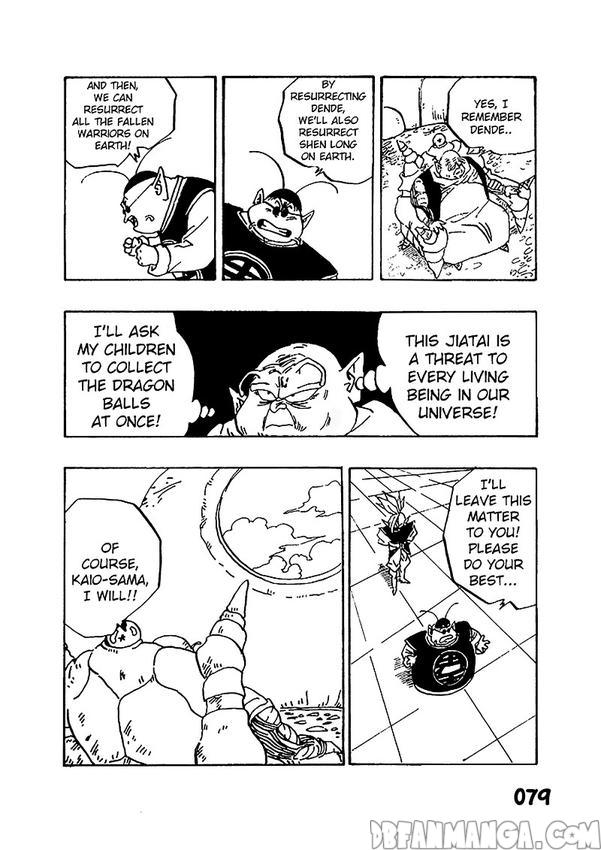 YES, I
REMEMBER
DENDE..
BY
RESURRECTING
DENDE,
WE'LL ALSO
RESURRECT
SHEN LONG
ON EARTH.
AND THEN,
WE CAN
RESURRECT
ALL THE FALLEN
WARRIORS ON
EARTH!
THIS JIATAI IS
A THREAT TO
EVERY LIVING
BEING IN OUR
UNIVERSE!
I'LL ASK
MY CHILDREN
TO COLLECT
THE DRAGON
BALLS
AT ONCE!
I'LL
LEAVE THIS
MATTER
TO YOU!
PLEASE
DO YOUR
BEST...
OF
COURSE,
KAIO-SAMA,
I WILL!!
079
DBFANMANGA.COM